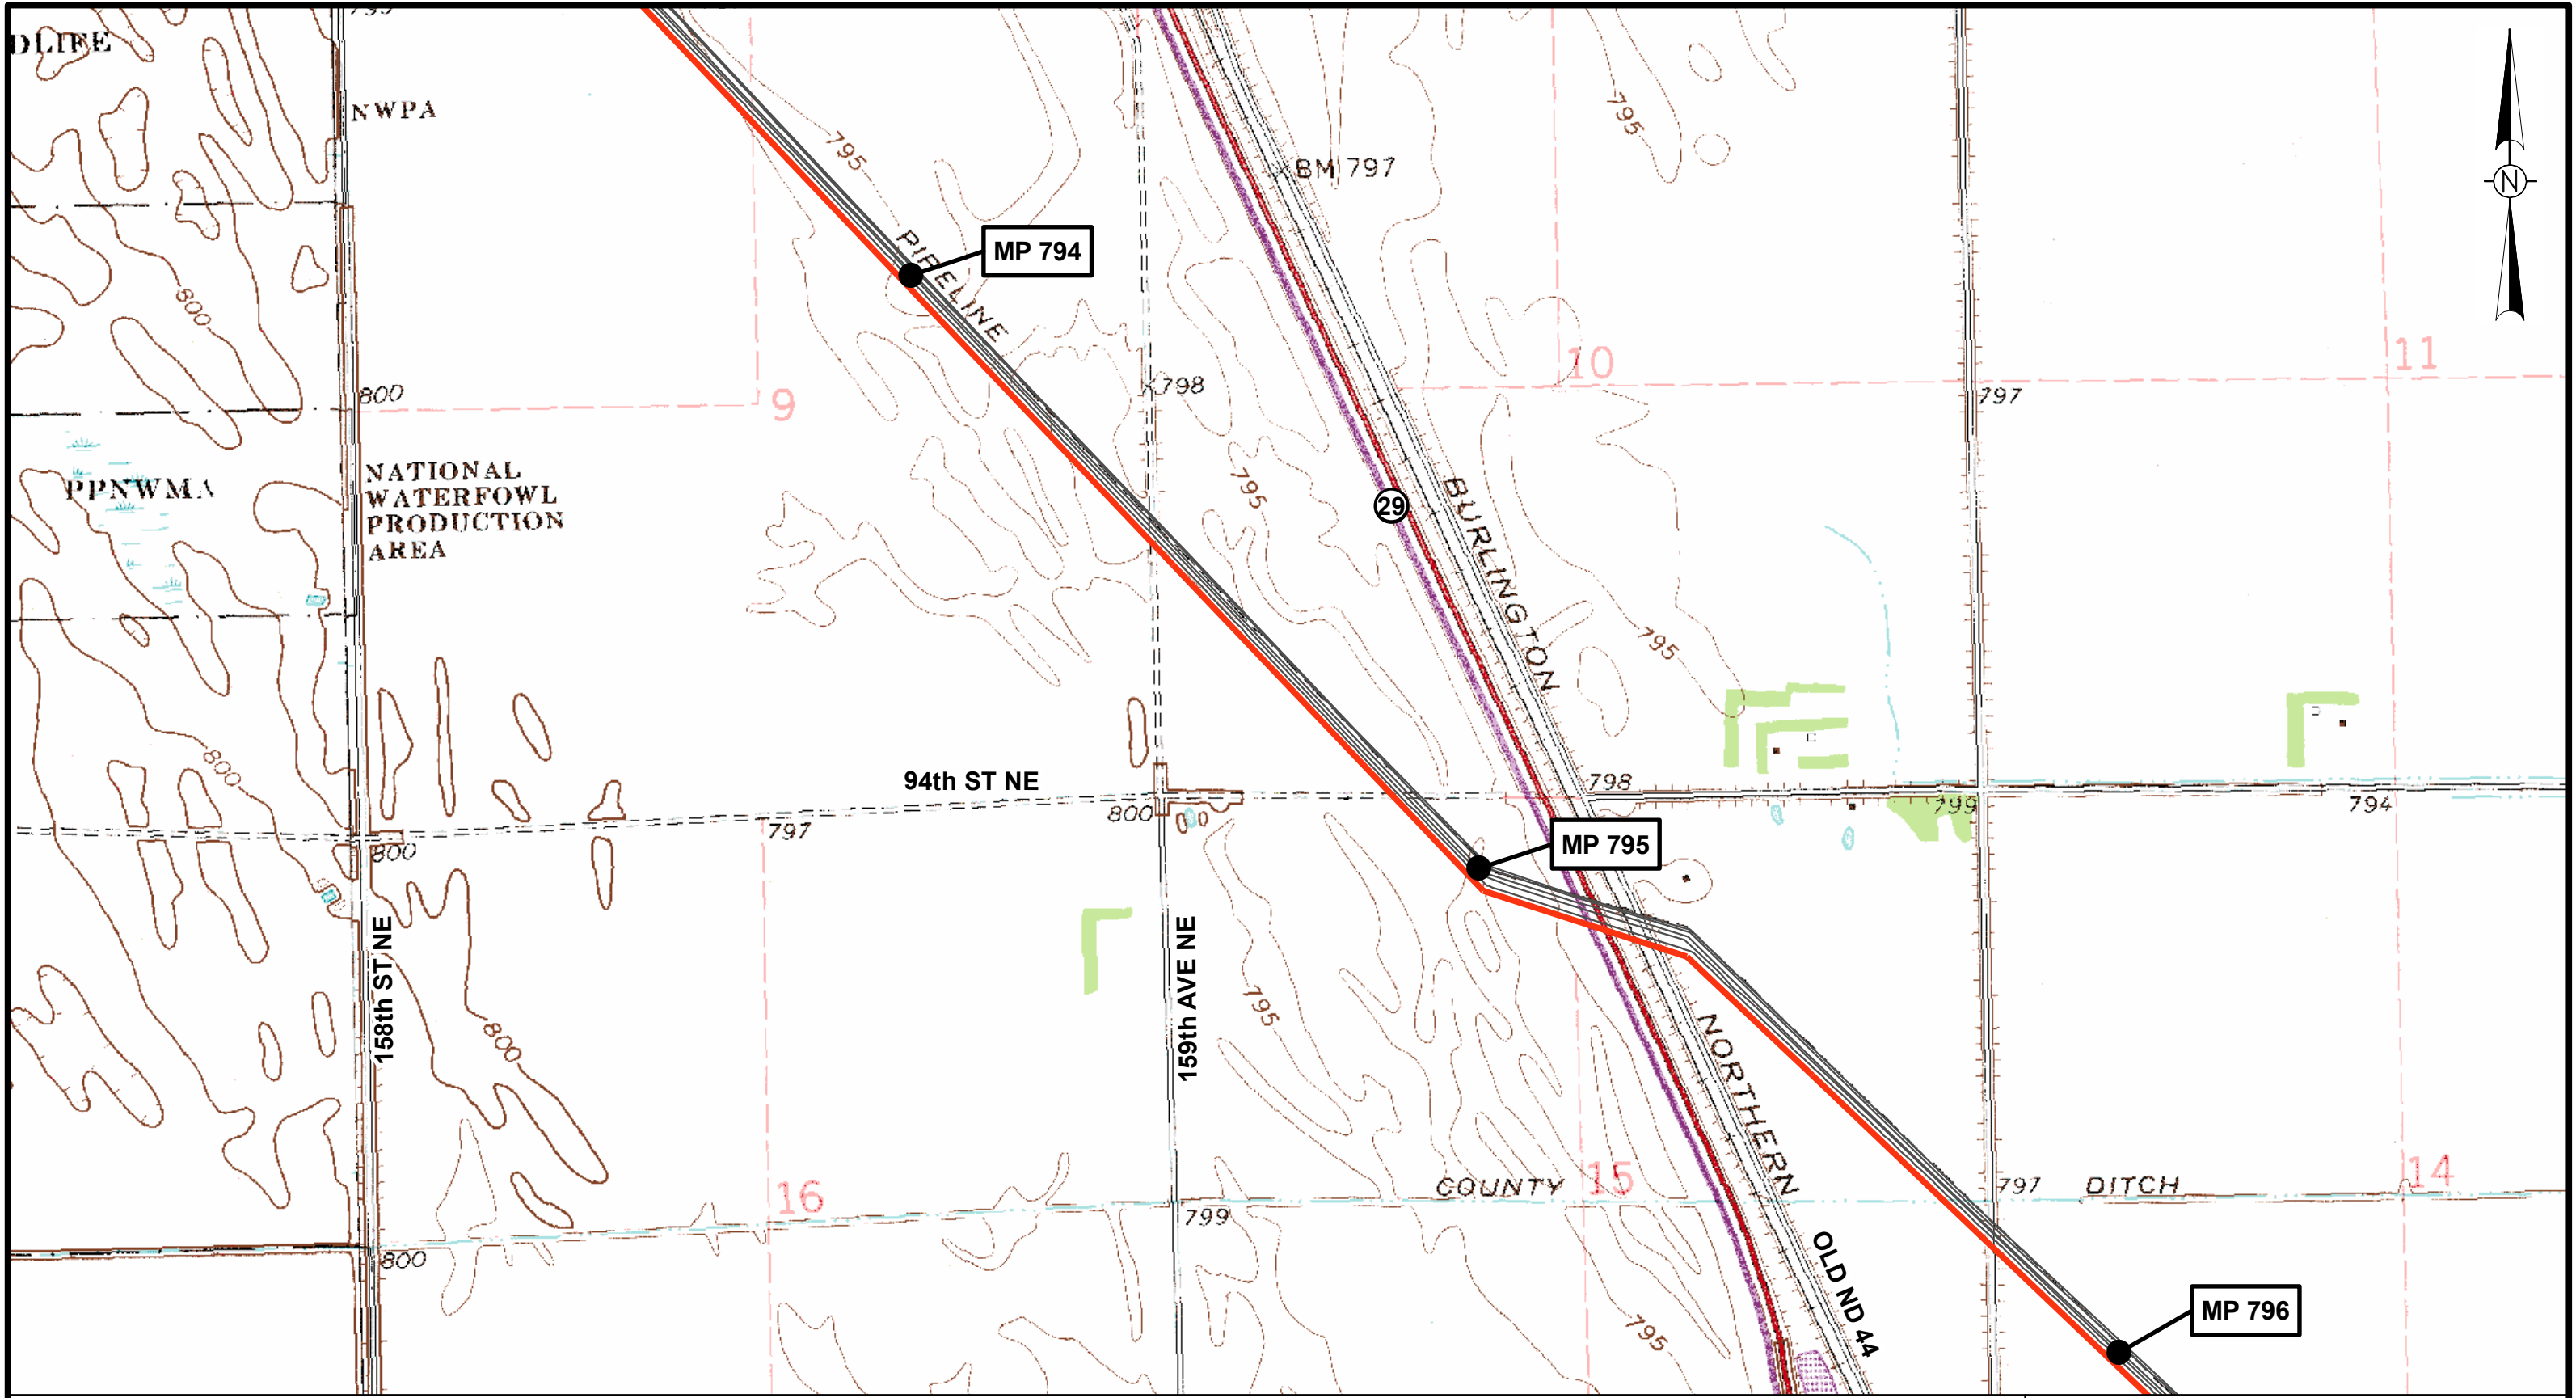 DLIFE
NWPA
795
PIPELINE
MP 794
BM 797
795
N
800
800
9
798
10
797
11
PPNWMA
NATIONAL
WATERFOWL
PRODUCTION
AREA
795
29
BURLINGTON
795
800
94th ST NE
800
797
800
798
799
794
MP 795
158th ST NE
159th AVE NE
800
795
NORTHERN
16
799
COUNTY
15
797
DITCH
14
800
OLD ND 44
795
MP 796